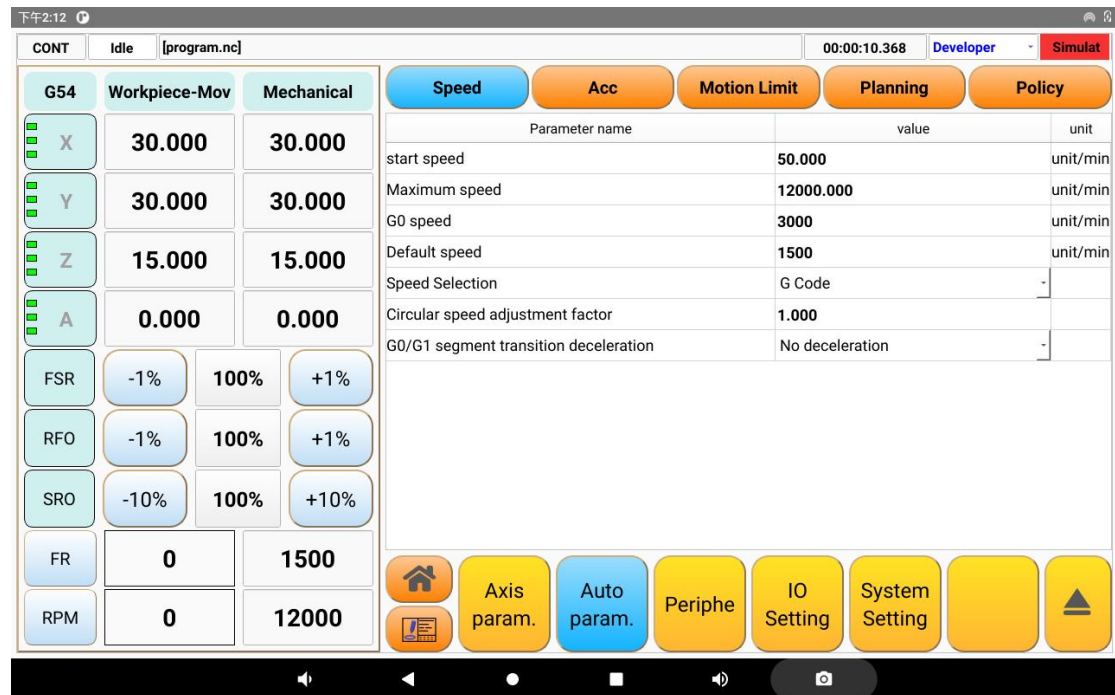 下午2:12
CONT Idle [program.nc] 00:00:10.368 Developer Simulat
G54 Workpiece-Mov Mechanical
X 30.000 30.000
Y 30.000 30.000
Z 15.000 15.000
A 0.000 0.000
FSR -1% 100% +1%
RFO -1% 100% +1%
SRO -10% 100% +10%
FR 0 1500
RPM 0 12000
Speed Acc Motion Limit Planning Policy
Parameter name value unit
start speed 50.000 unit/min
Maximum speed 12000.000 unit/min
G0 speed 3000 unit/min
Default speed 1500 unit/min
Speed Selection G Code
Circular speed adjustment factor 1.000
G0/G1 segment transition deceleration No deceleration
Axis param. Auto param. Periphe IO Setting System Setting